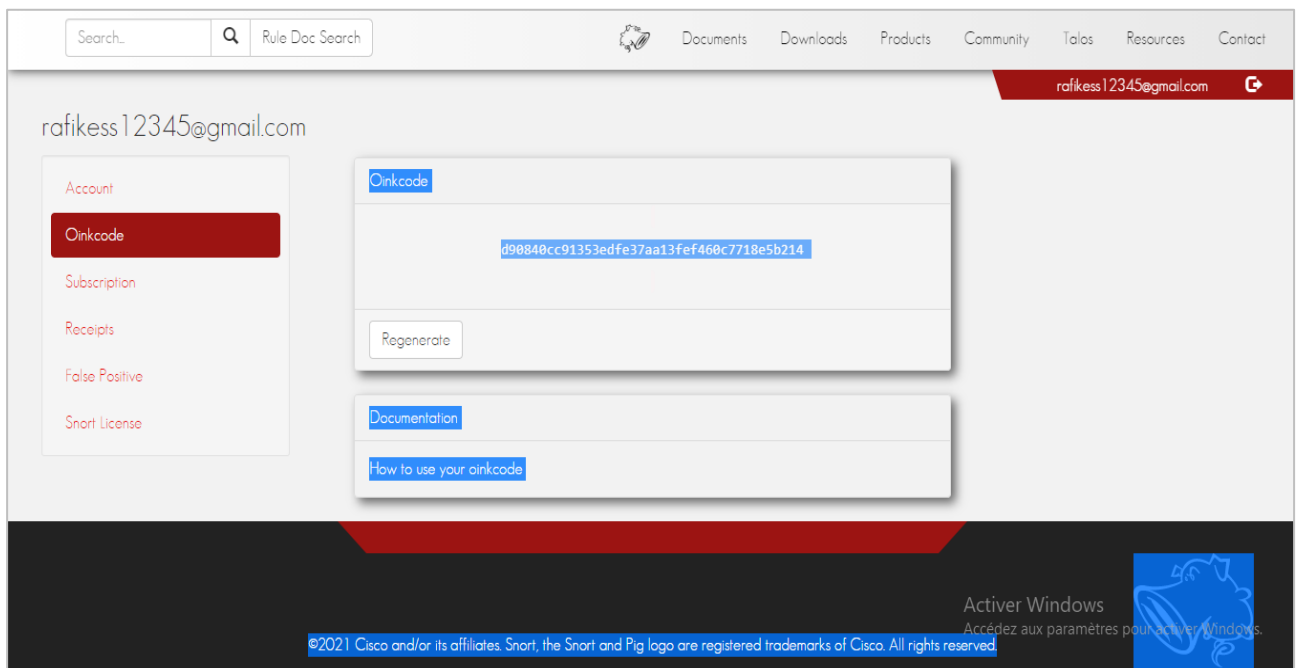 Search... Rule Doc Search Documents Downloads Products Community Talos Resources Contact
rafikess12345@gmail.com
rafikess12345@gmail.com
Account
Oinkcode
Subscription
Receipts
False Positive
Snort License
Oinkcode
d90840cc91353edfe37aa13fef460c7718e5b214
Regenerate
Documentation
How to use your oinkcode
Activer Windows
Accédez aux paramètres pour activer Windows.
©2021 Cisco and/or its affiliates. Snort, the Snort and Pig logo are registered trademarks of Cisco. All rights reserved.